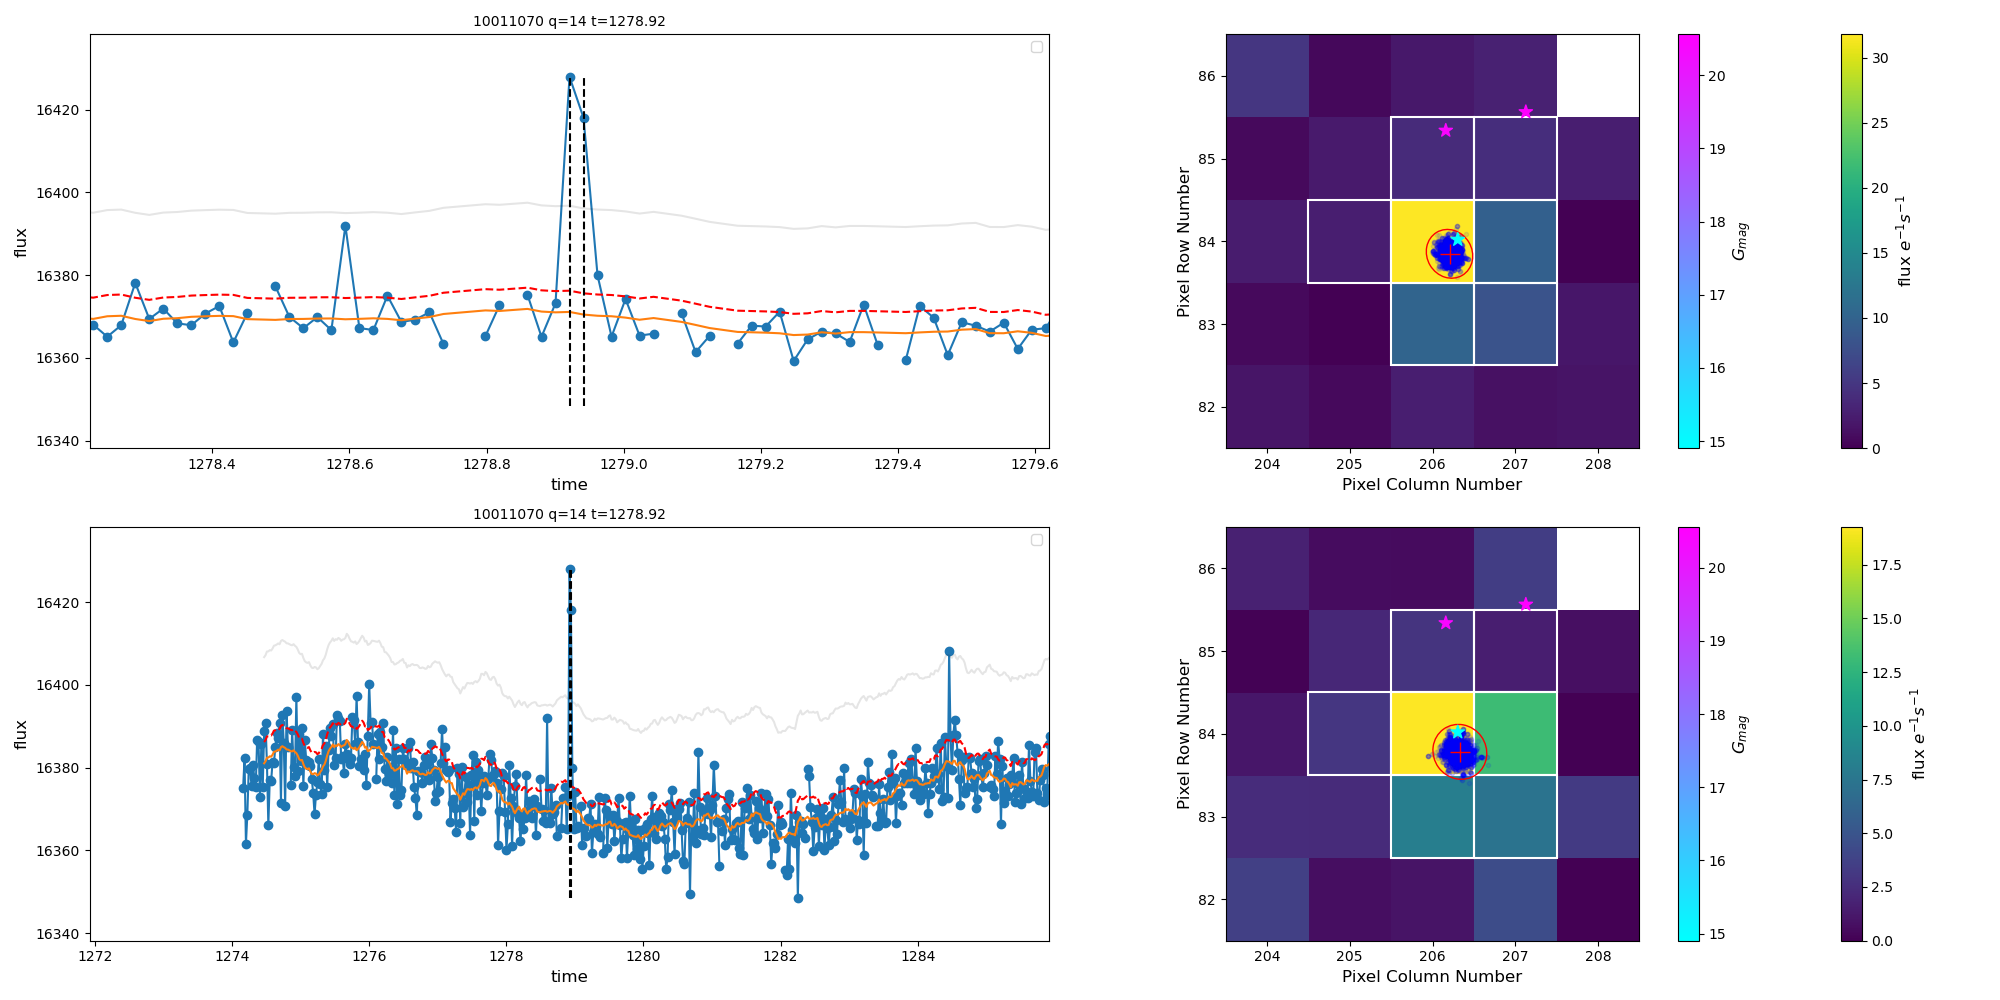 10011070 q=14 t=1278.92
flux
16420
16400
16380
16360
16340
1278.4 1278.6 1278.8 1279.0 1279.2 1279.4 1279.6
time
Pixel Row Number
86
85
84
83
82
204 205 206 207 208
Pixel Column Number
20
19
18
17
16
15
G_mag
30
25
20
15
10
5
0
flux e⁻¹s⁻¹
10011070 q=14 t=1278.92
flux
16420
16400
16380
16360
16340
1272 1274 1276 1278 1280 1282 1284
time
Pixel Row Number
86
85
84
83
82
204 205 206 207 208
Pixel Column Number
20
19
18
17
16
15
G_mag
17.5
15.0
12.5
10.0
7.5
5.0
2.5
0.0
flux e⁻¹s⁻¹